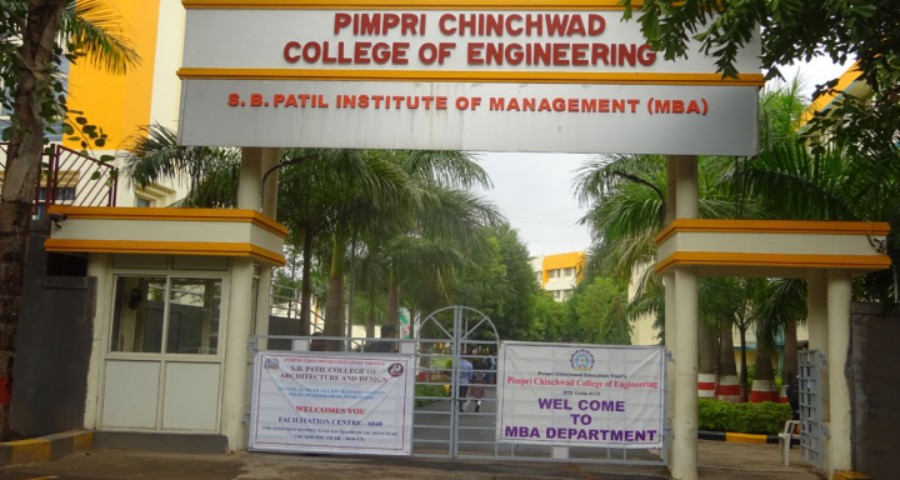 PIMPRI CHINCHWAD
COLLEGE OF ENGINEERING
S. B. PATIL INSTITUTE OF MANAGEMENT (MBA)
S.B. PATIL COLLEGE OF
ARCHITECTURE AND DESIGN
WELCOMES YOU
FACILITATION CENTRE - 6848
Pimpri Chinchwad Education Trust's
Pimpri Chinchwad College of Engineering
WEL COME
TO
MBA DEPARTMENT